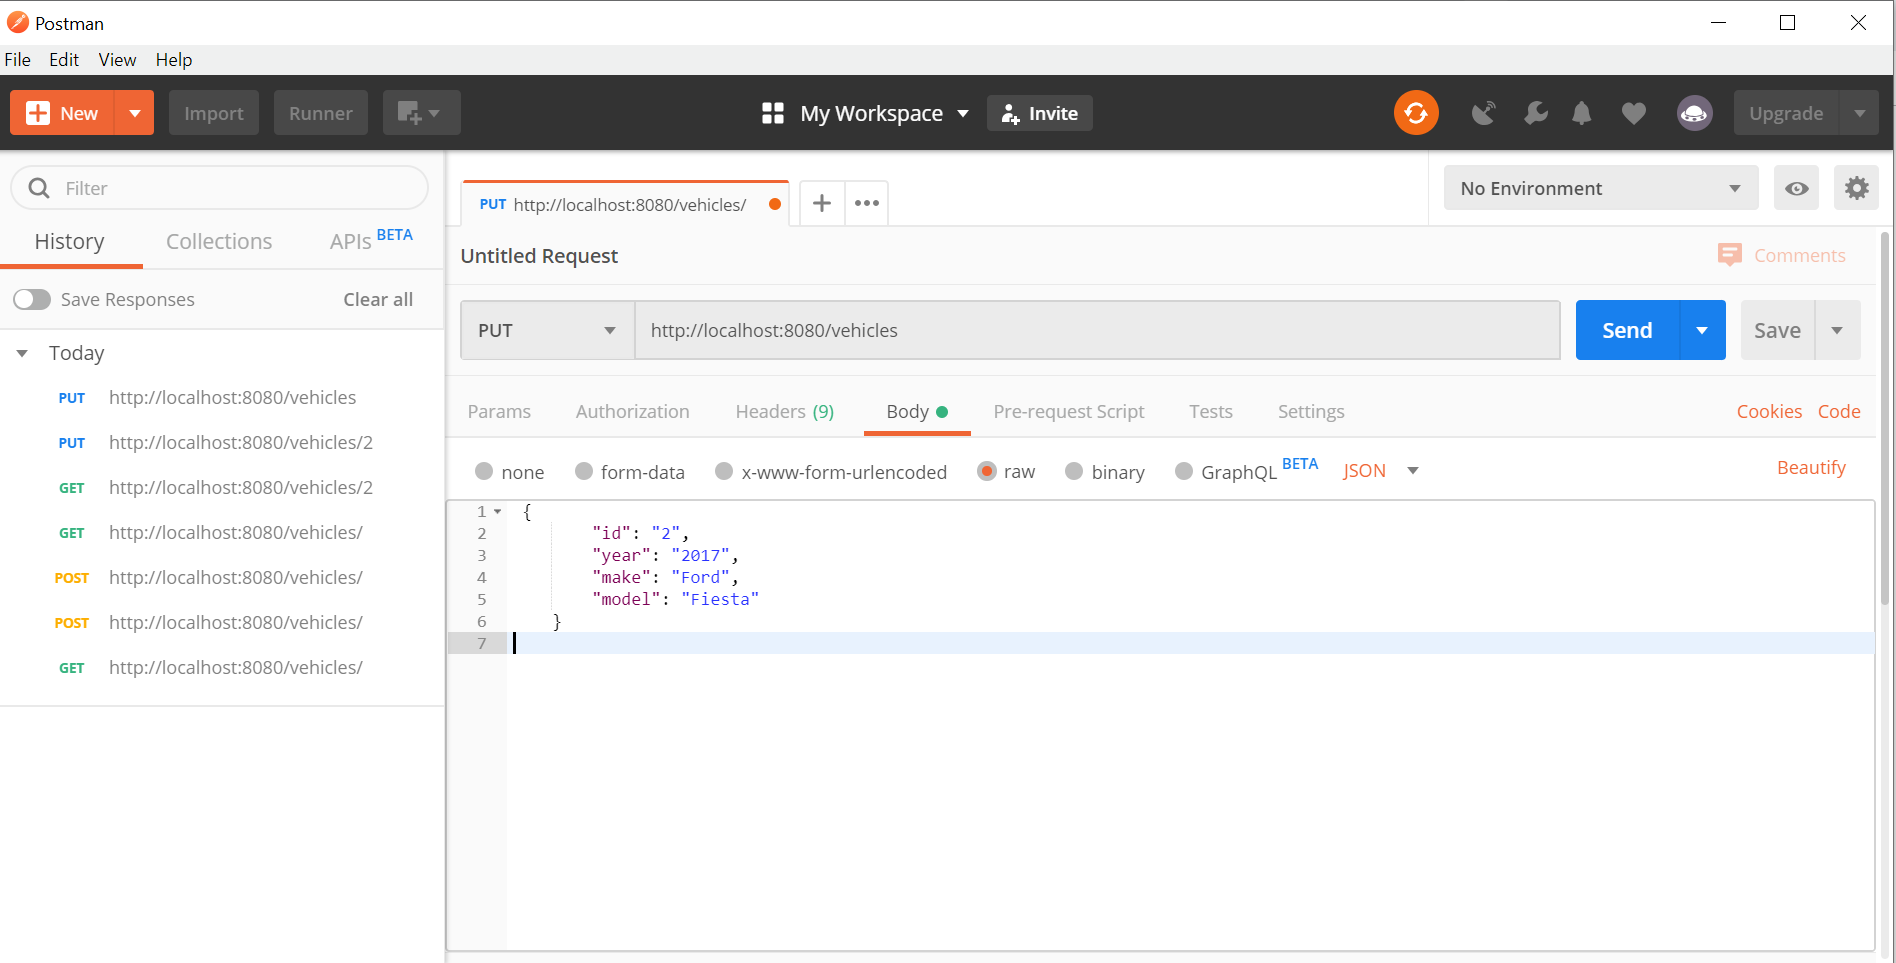 Postman
File Edit View Help
New Import Runner My Workspace Invite Upgrade
Filter
History Collections APIs BETA
Save Responses Clear all
Today
PUT http://localhost:8080/vehicles
PUT http://localhost:8080/vehicles/2
GET http://localhost:8080/vehicles/2
GET http://localhost:8080/vehicles/
POST http://localhost:8080/vehicles/
POST http://localhost:8080/vehicles/
GET http://localhost:8080/vehicles/
PUT http://localhost:8080/vehicles/
No Environment
Untitled Request Comments
PUT http://localhost:8080/vehicles Send Save
Params Authorization Headers (9) Body Pre-request Script Tests Settings Cookies Code
none form-data x-www-form-urlencoded raw binary GraphQL BETA JSON Beautify
1 {
2 "id": "2",
3 "year": "2017",
4 "make": "Ford",
5 "model": "Fiesta"
6 }
7